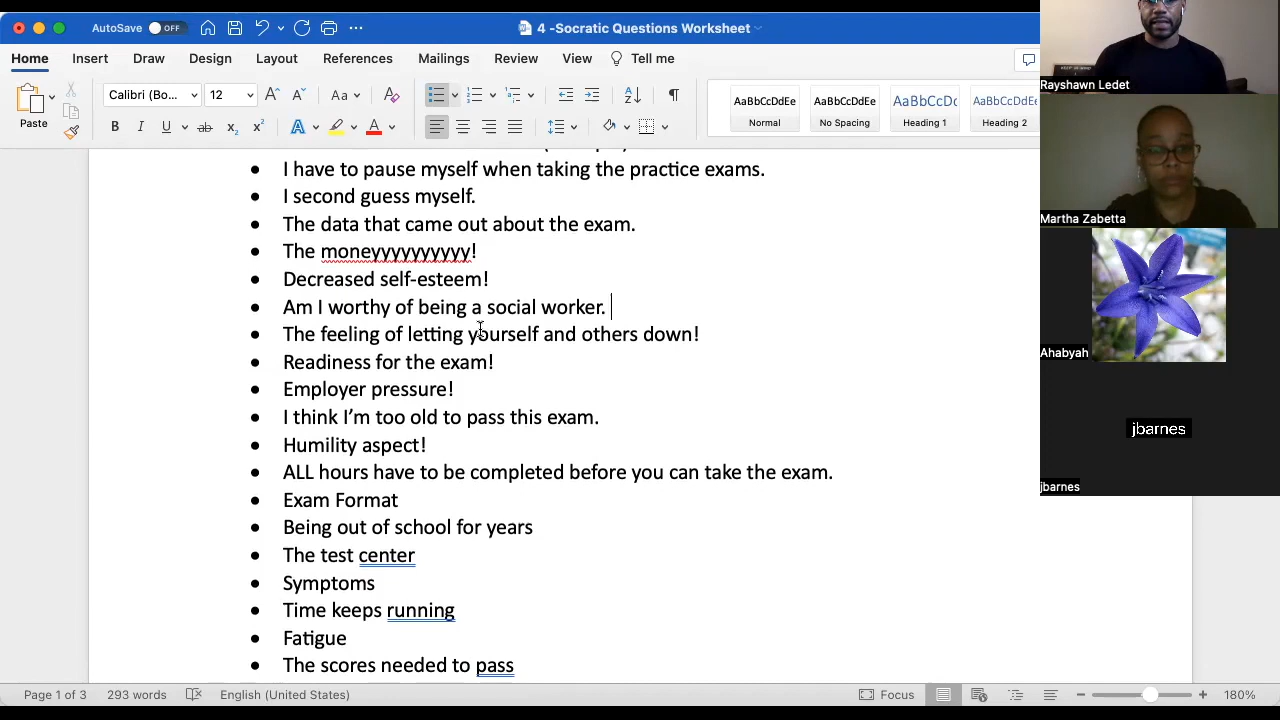 AutoSave OFF
4 -Socratic Questions Worksheet
Home Insert Draw Design Layout References Mailings Review View Tell me
Paste
Calibri (Bo... 12
AaBbCcDdEe AaBbCcDdEe AaBbCcDc AaBbCcDdEe
Normal No Spacing Heading 1 Heading 2
I have to pause myself when taking the practice exams.
I second guess myself.
The data that came out about the exam.
The moneyyyyyyyyyy!
Decreased self-esteem!
Am I worthy of being a social worker.
The feeling of letting yourself and others down!
Readiness for the exam!
Employer pressure!
I think I’m too old to pass this exam.
Humility aspect!
ALL hours have to be completed before you can take the exam.
Exam Format
Being out of school for years
The test center
Symptoms
Time keeps running
Fatigue
The scores needed to pass
Page 1 of 3 293 words English (United States) Focus 180%
Rayshawn Ledet
Martha Zabetta
Ahabyah
jbarnes
jbarnes